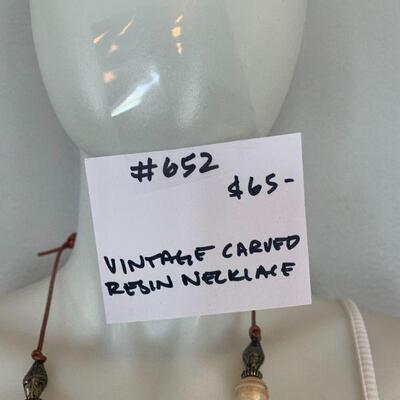 #652
$65-
VINTAGE CARVED
RESIN NECKLACE